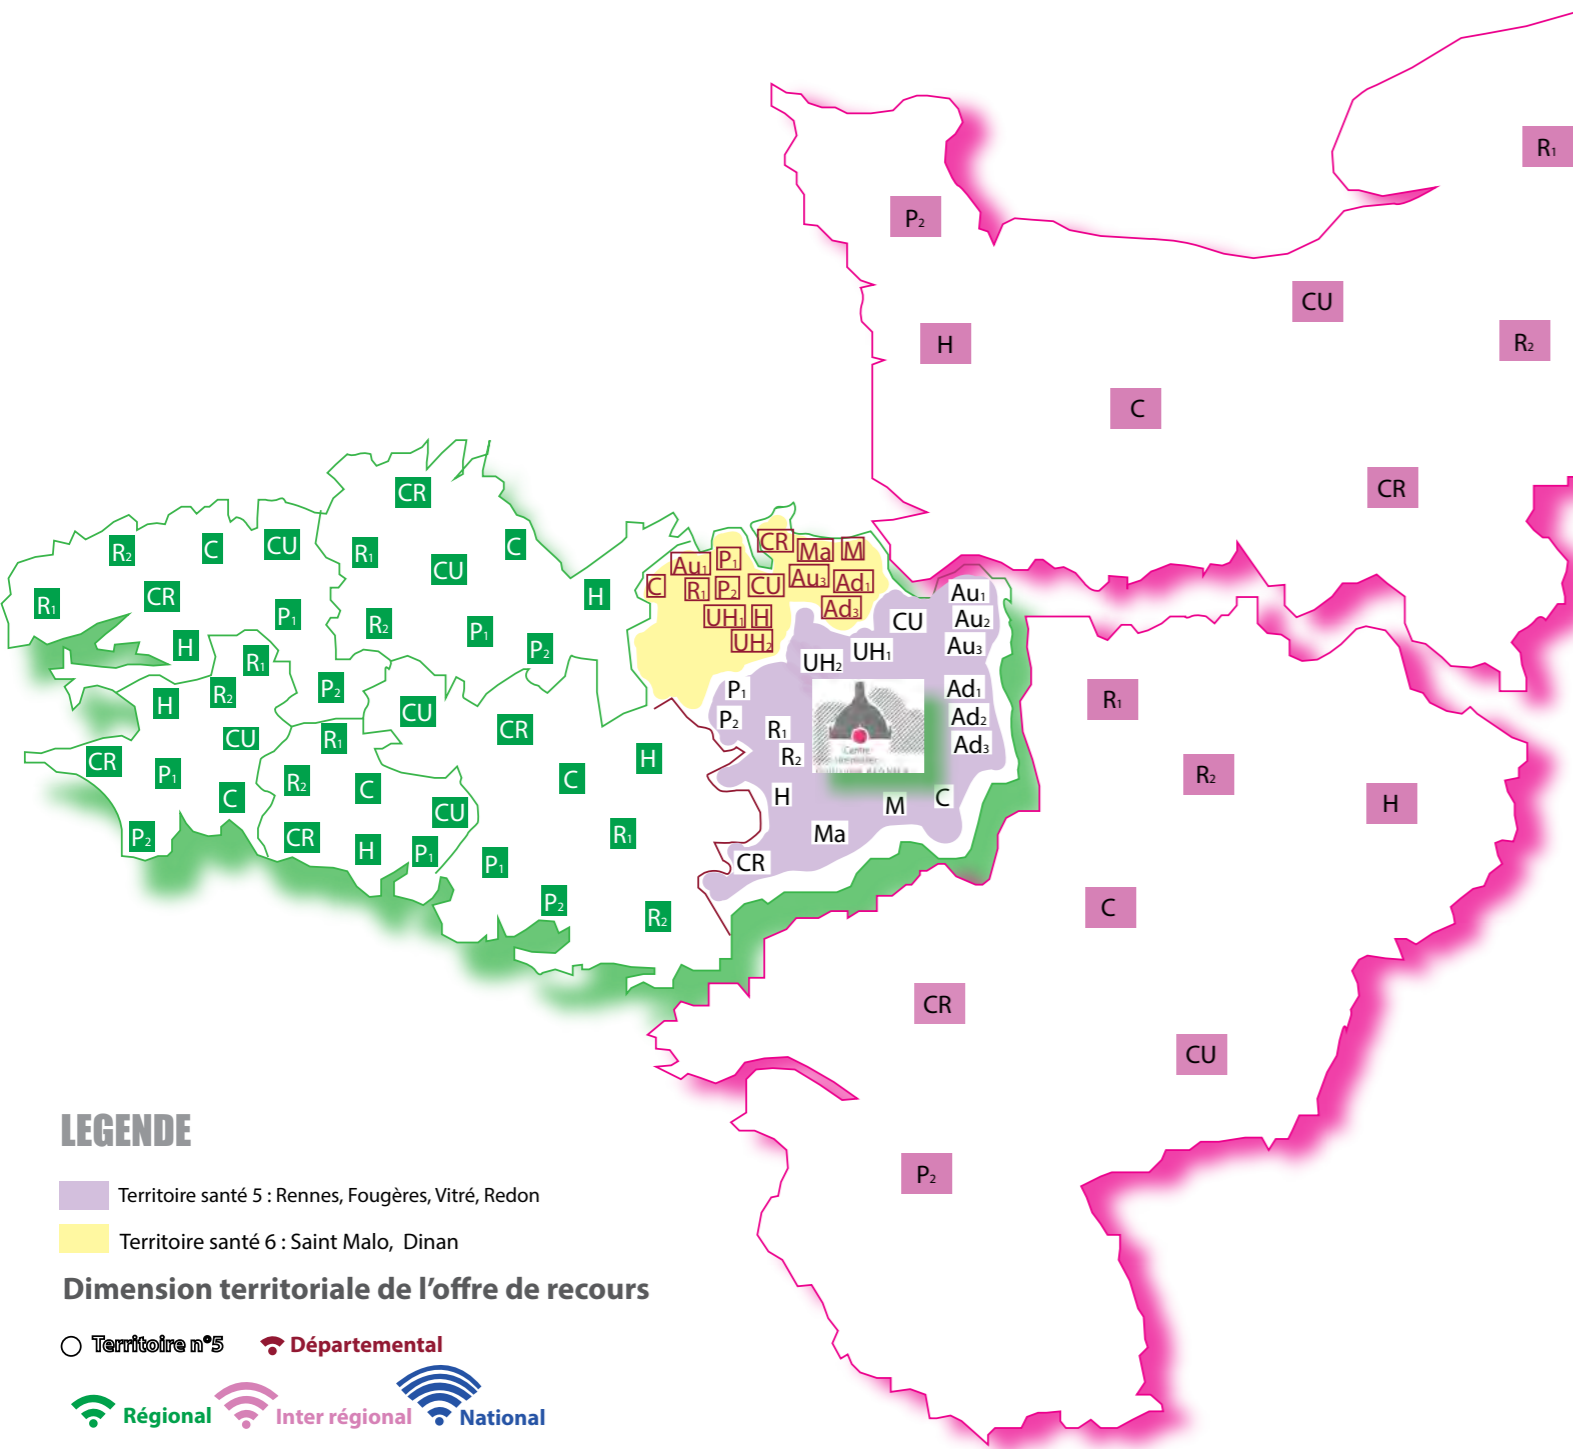 R1
P2
CU
H
R2
C
CR
CR
R2
C
CU
R1
CU
C
H
CR
R1
P1
R2
P1
P2
H
R1
R2
H
P2
CU
CR
CU
R1
CR
P1
C
P2
R2
C
CU
CR
H
P1
H
C
R1
P1
P2
R2
CR
Ma
M
Au1
P1
C
R1
P2
CU
Au3
Ad1
UH1
H
Ad3
UH2
Au1
CU
Au2
Au3
UH1
UH2
P1
Ad1
P2
Ad2
R1
Ad3
R2
Centre
H
M
C
Ma
CR
R1
R2
H
C
CR
CU
P2
LEGENDE
Territoire santé 5 : Rennes, Fougères, Vitré, Redon
Territoire santé 6 : Saint Malo, Dinan
Dimension territoriale de l’offre de recours
Territoire n°5 Départemental
Régional Inter régional National